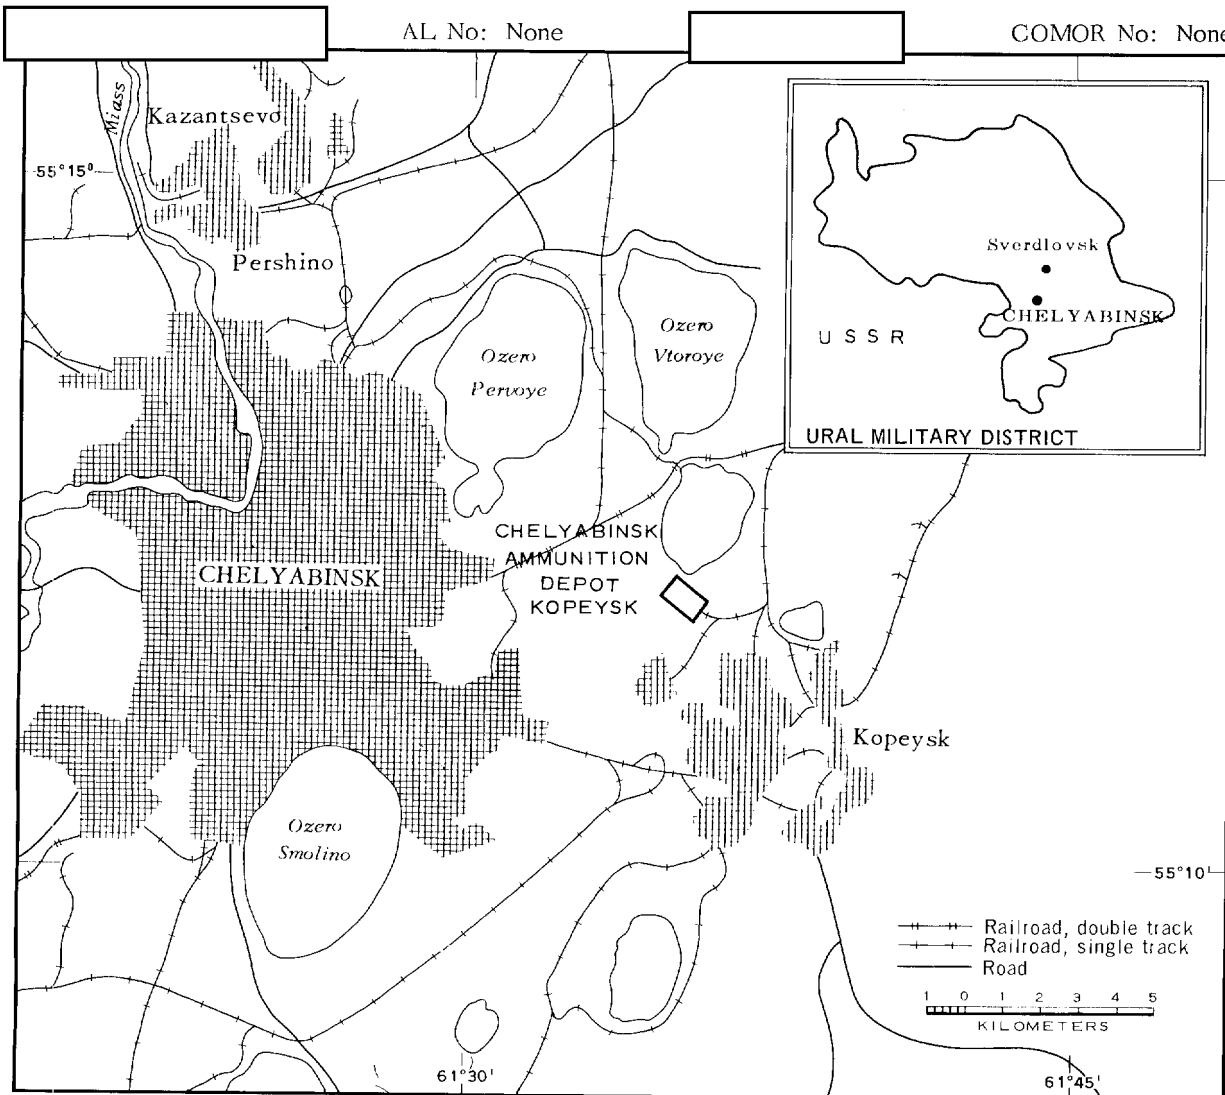 AL No: None
COMOR No: None
Miass
Kazantsevo
55°15⁰
Pershino
Sverdlovsk
CHELYABINSK
USSR
URAL MILITARY DISTRICT
Ozero
Vtoroye
Ozero
Pervoye
CHELYABINSK
AMMUNITION
DEPOT
KOPEYSK
CHELYABINSK
Kopeysk
Ozero
Smolino
55°10'
Railroad, double track
Railroad, single track
Road
1 0 1 2 3 4 5
KILOMETERS
61°30'
61°45'